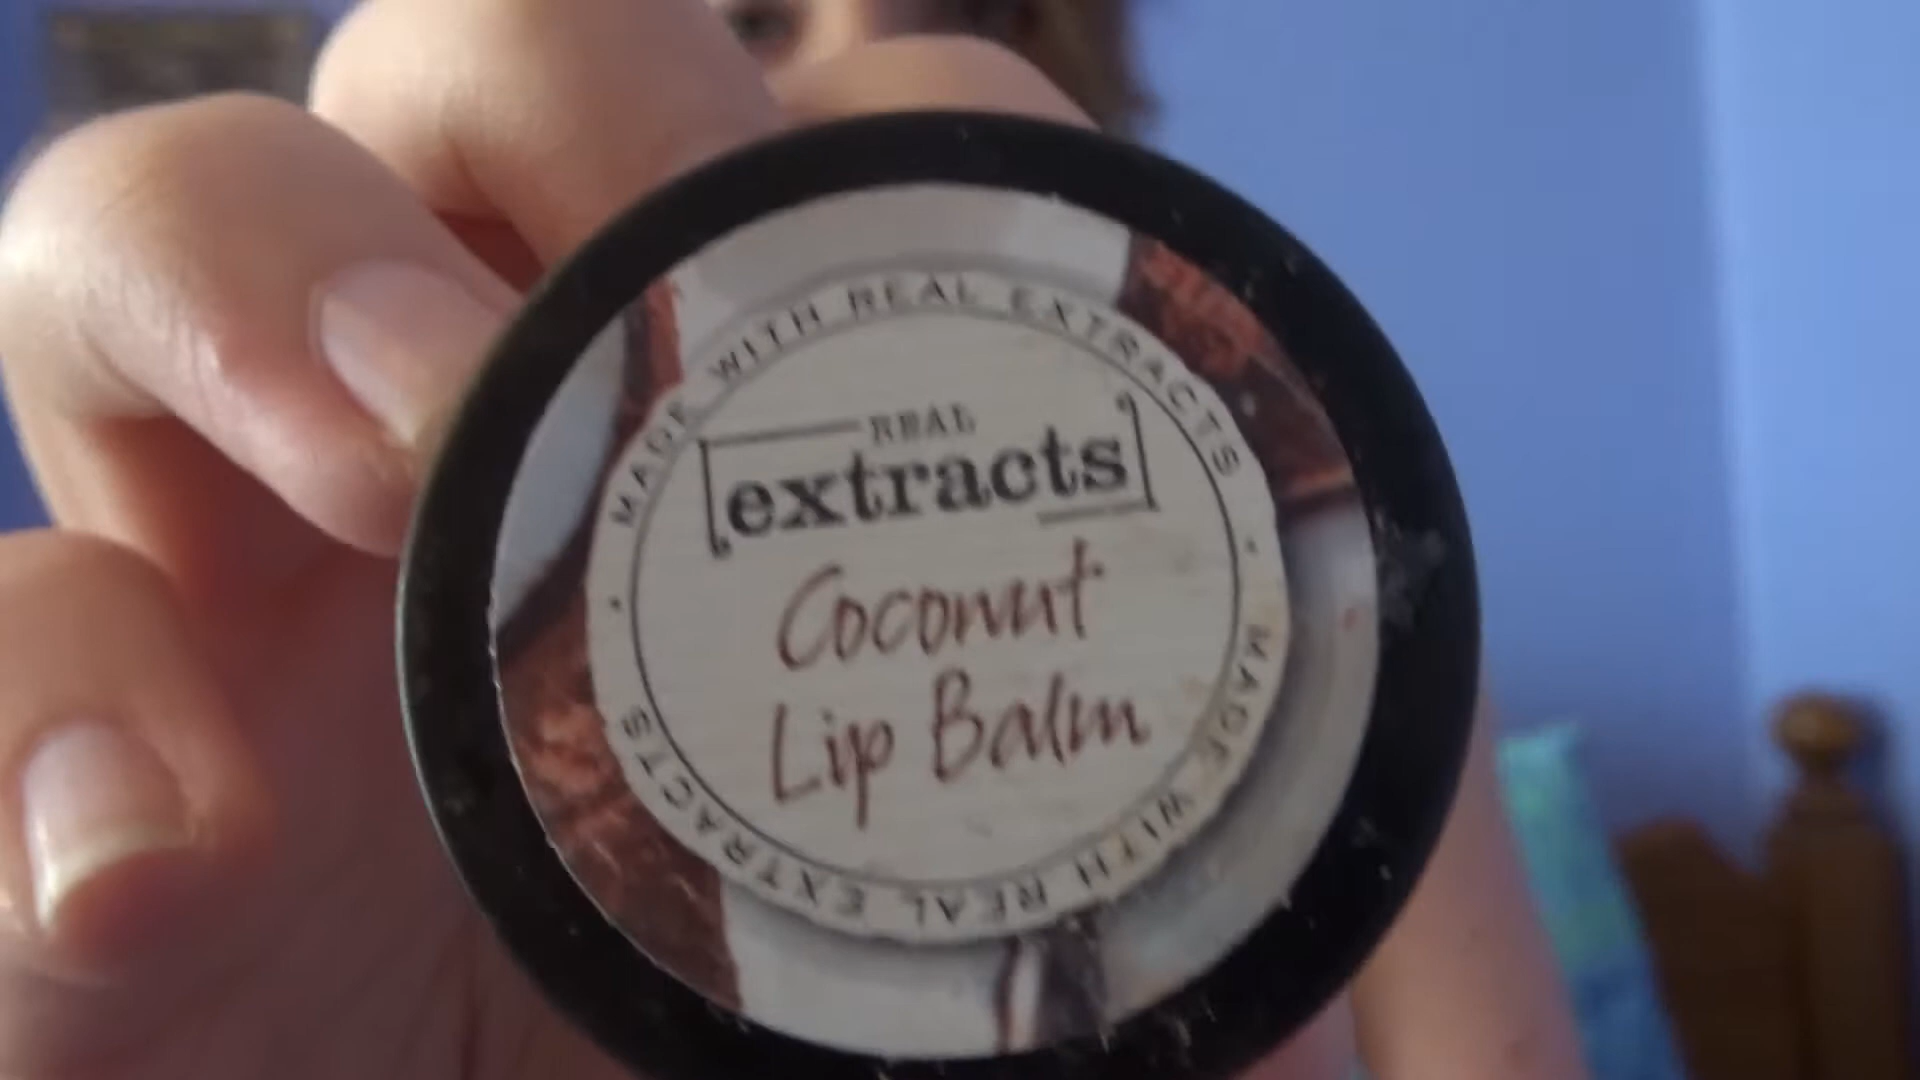 MADE WITH REAL EXTRACTS
REAL
extracts
Coconut
Lip Balm
MADE WITH REAL EXTRACTS